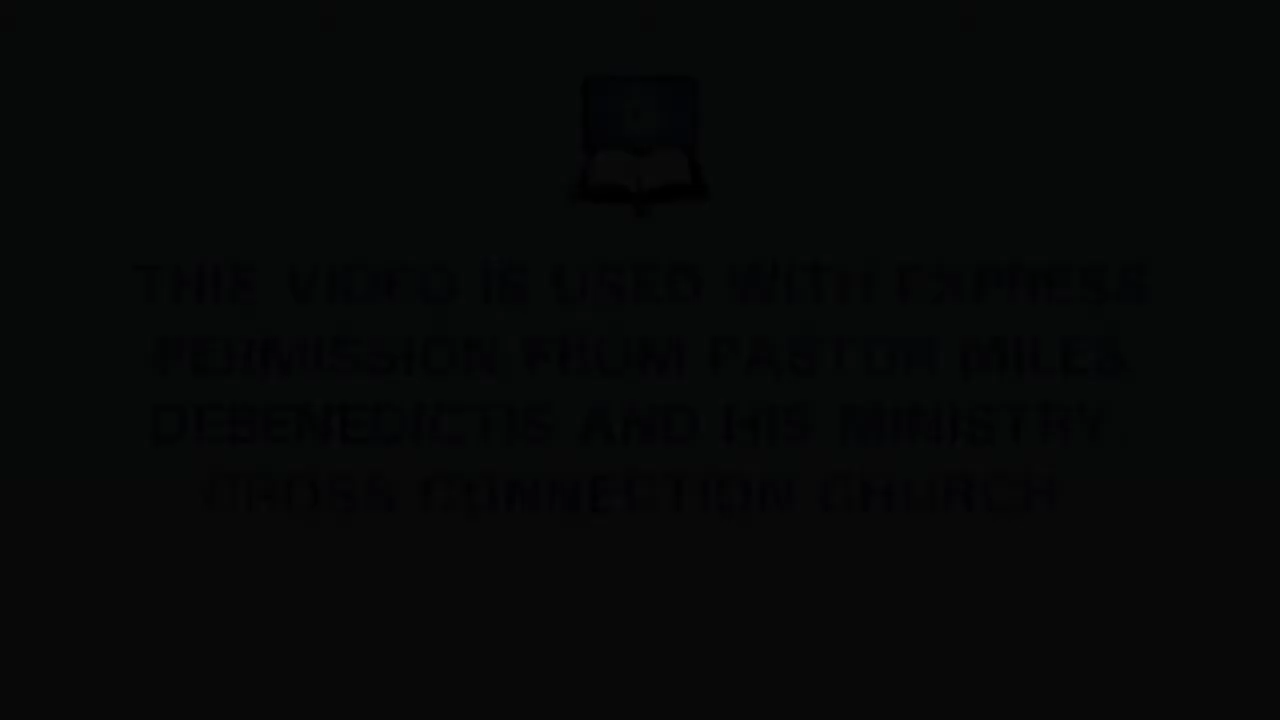 THIS VIDEO IS USED WITH EXPRESS
PERMISSION FROM PASTOR MILES
DEBENEDICTIS AND HIS MINISTRY
CROSS CONNECTION CHURCH